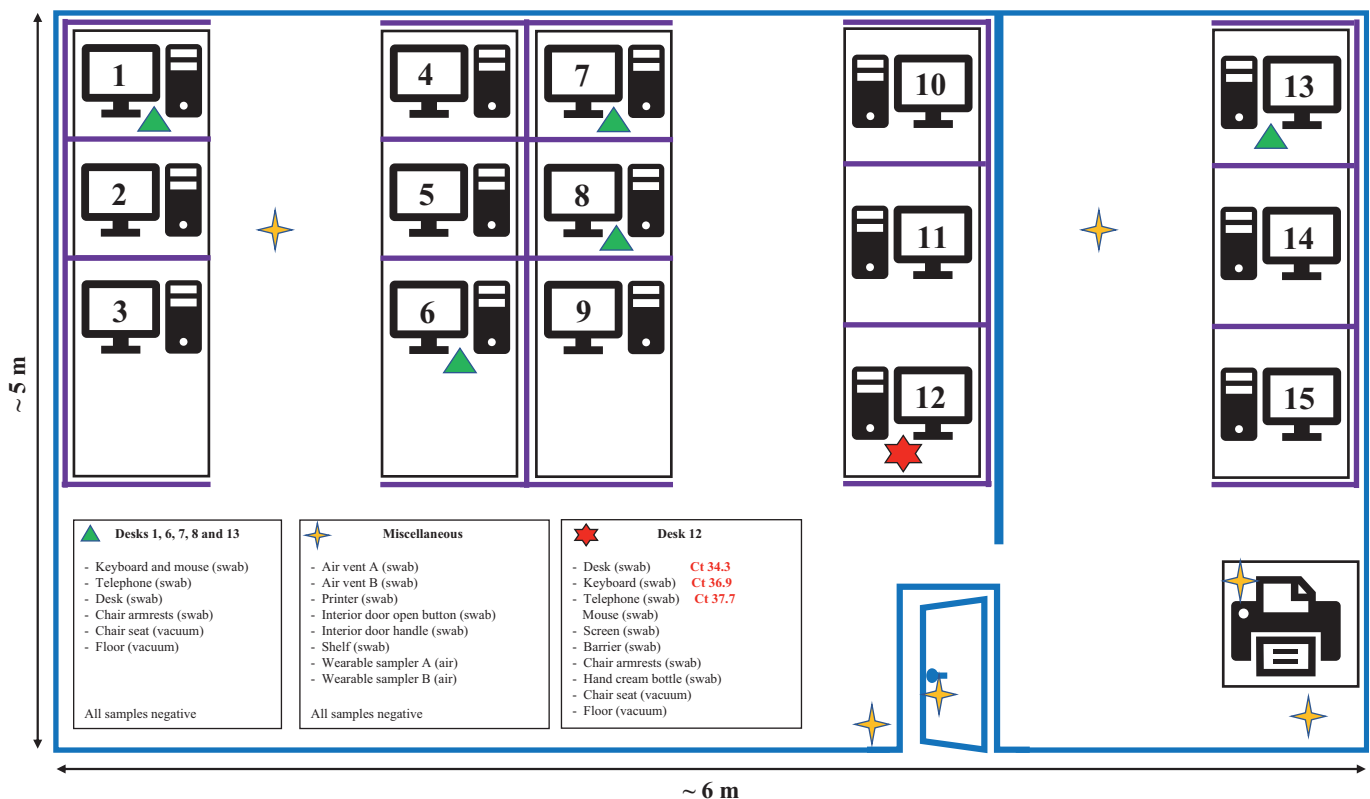 1
4
7
10
13
2
5
8
11
14
3
6
9
12
15
~ 5 m
Desks 1, 6, 7, 8 and 13
- Keyboard and mouse (swab)
- Telephone (swab)
- Desk (swab)
- Chair armrests (swab)
- Chair seat (vacuum)
- Floor (vacuum)
All samples negative
Miscellaneous
- Air vent A (swab)
- Air vent B (swab)
- Printer (swab)
- Interior door open button (swab)
- Interior door handle (swab)
- Shelf (swab)
- Wearable sampler A (air)
- Wearable sampler B (air)
All samples negative
Desk 12
- Desk (swab) Ct 34.3
- Keyboard (swab) Ct 36.9
- Telephone (swab) Ct 37.7
Mouse (swab)
- Screen (swab)
- Barrier (swab)
- Chair armrests (swab)
- Hand cream bottle (swab)
- Chair seat (vacuum)
- Floor (vacuum)
~ 6 m